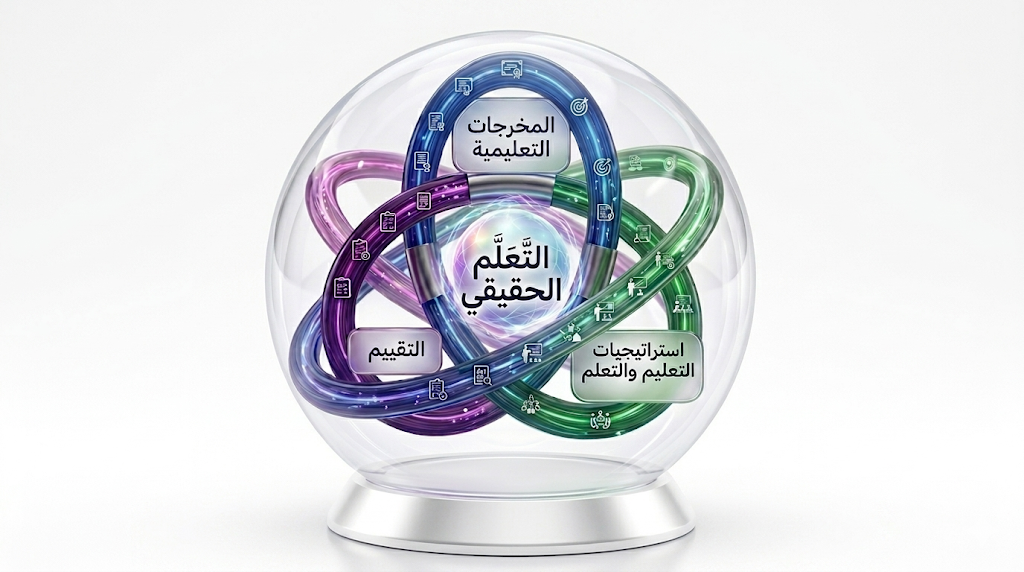 المخرجات
التعليمية
التَّعَلَّم
الحقيقي
التقييم
استراتيجيات
التعليم والتعلم